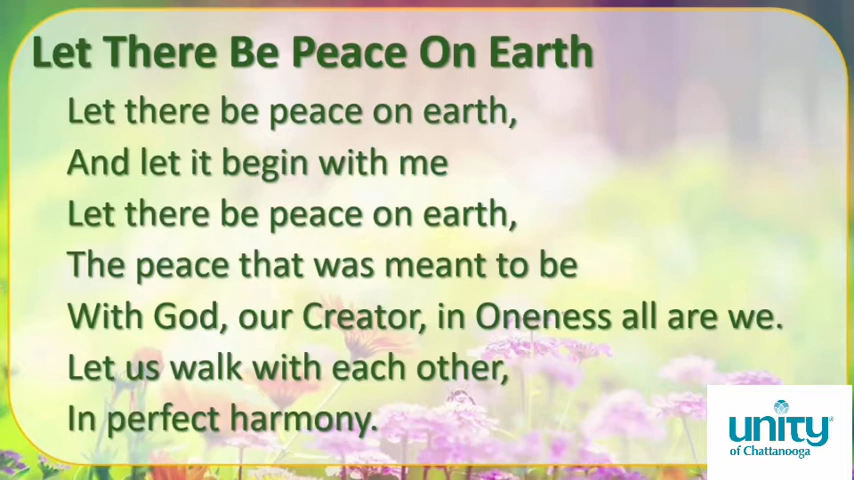 Let There Be Peace On Earth
Let there be peace on earth,
And let it begin with me
Let there be peace on earth,
The peace that was meant to be
With God, our Creator, in Oneness all are we.
Let us walk with each other,
In perfect harmony.
unity®
of Chattanooga